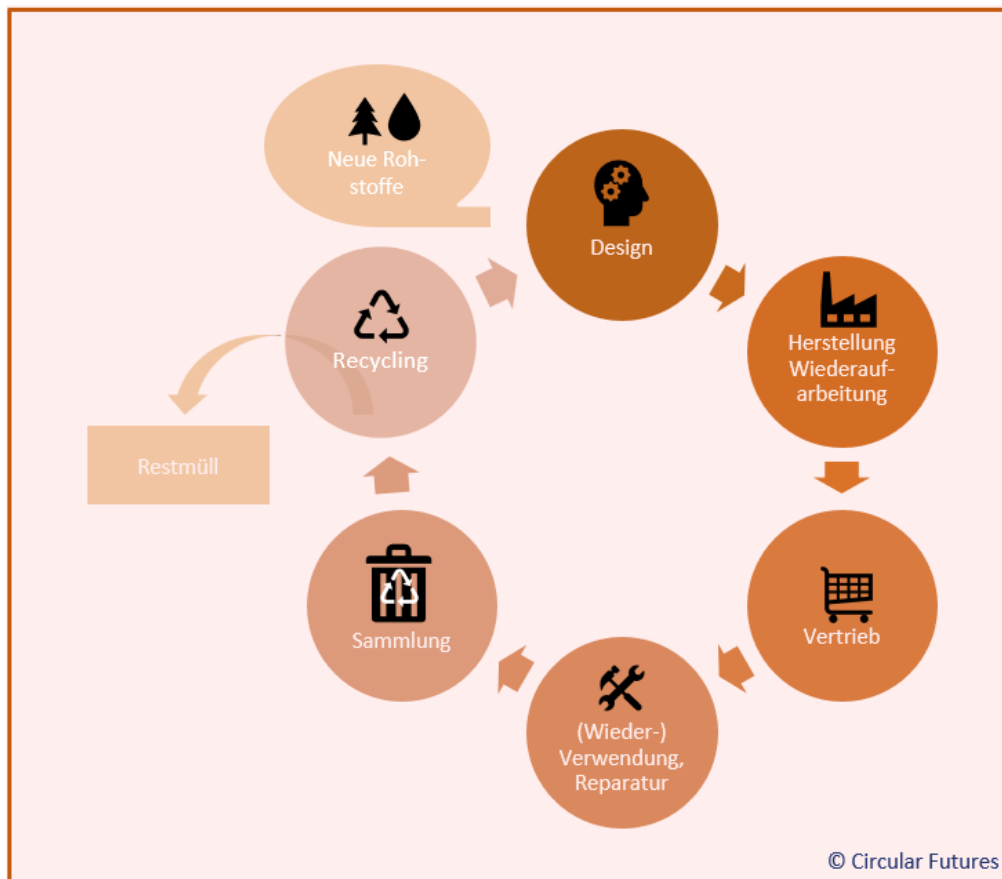 Neue Roh-
stoffe
Design
Herstellung
Wiederauf-
arbeitung
Vertrieb
(Wieder-)
Verwendung,
Reparatur
Sammlung
Recycling
Restmüll
© Circular Futures